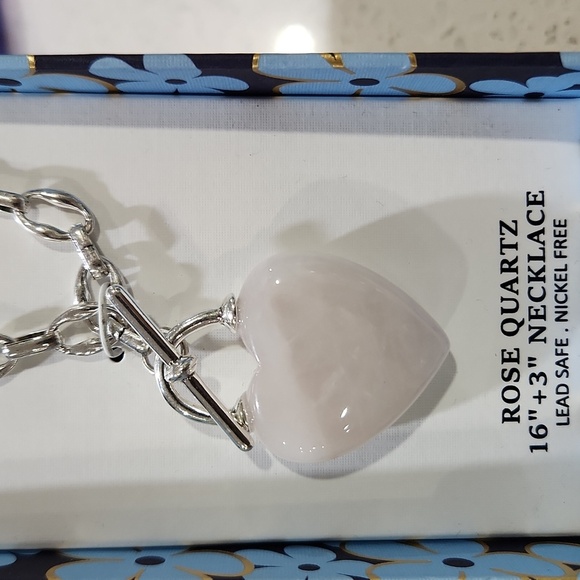 ROSE QUARTZ
16"+3" NECKLACE
LEAD SAFE . NICKEL FREE